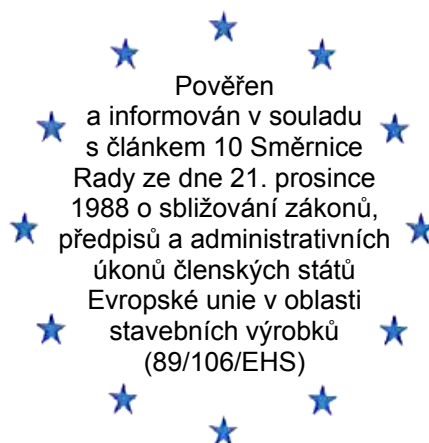 Pověřen
a informován v souladu
s článkem 10 Směrnice
Rady ze dne 21. prosince
1988 o sbližování zákonů,
předpisů a administrativních
úkonů členských států
Evropské unie v oblasti
stavebních výrobků
(89/106/EHS)